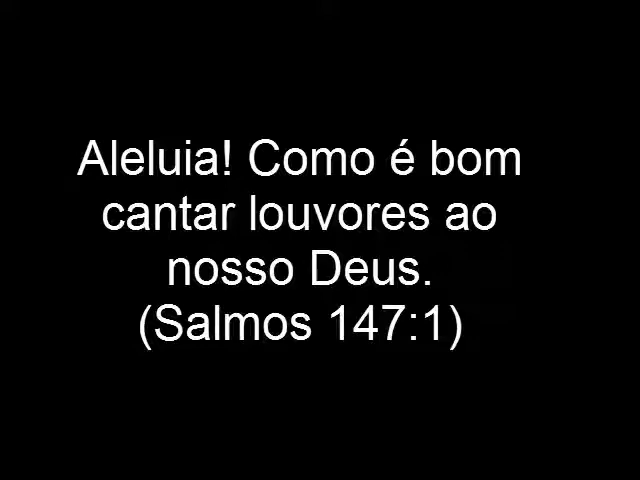 Aleluia! Como é bom
cantar louvores ao
nosso Deus.
(Salmos 147:1)